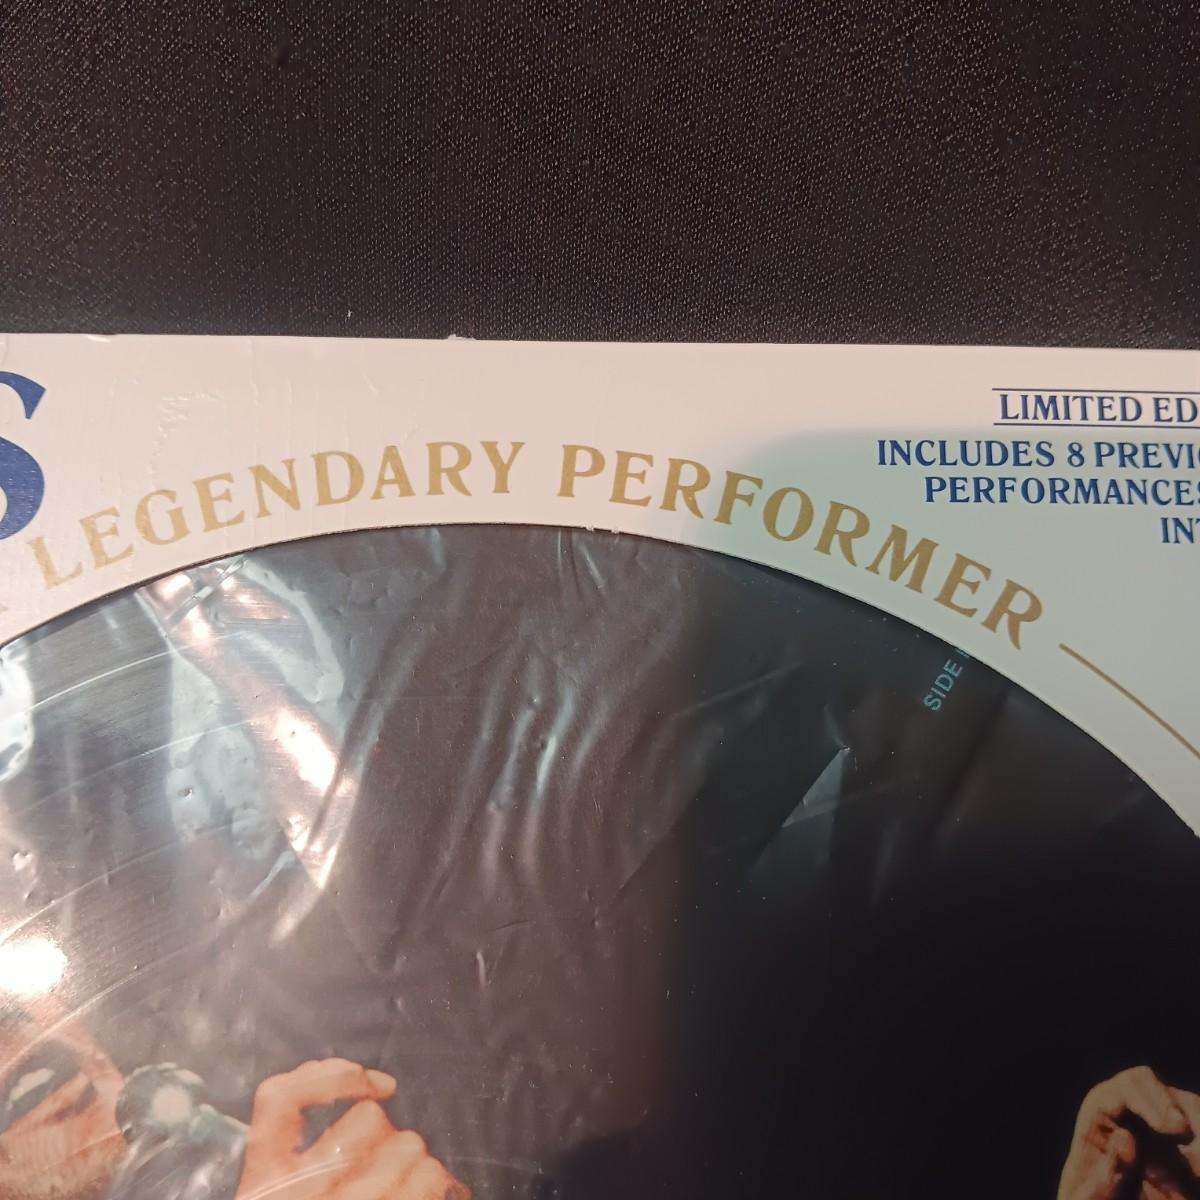 S
LEGENDARY PERFORMER
LIMITED ED
INCLUDES 8 PREVIO
PERFORMANCES
INT
SIDE